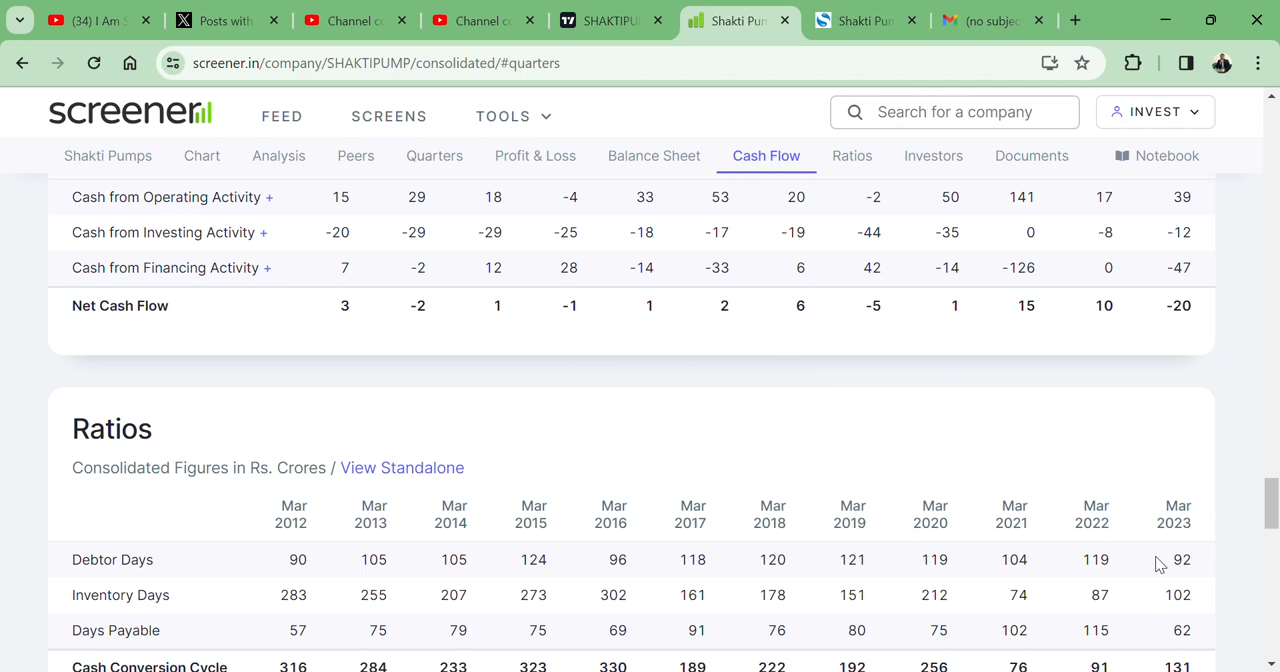 (34) I Am S
Posts with
Channel co
Channel co
SHAKTIPU
Shakti Pum
Shakti Pum
(no subjec
screener.in/company/SHAKTIPUMP/consolidated/#quarters
screener
FEED
SCREENS
TOOLS
Search for a company
INVEST
Shakti Pumps Chart Analysis Peers Quarters Profit & Loss Balance Sheet Cash Flow Ratios Investors Documents Notebook
Cash from Operating Activity + 15 29 18 -4 33 53 20 -2 50 141 17 39
Cash from Investing Activity + -20 -29 -29 -25 -18 -17 -19 -44 -35 0 -8 -12
Cash from Financing Activity + 7 -2 12 28 -14 -33 6 42 -14 -126 0 -47
Net Cash Flow 3 -2 1 -1 1 2 6 -5 1 15 10 -20
Ratios
Consolidated Figures in Rs. Crores / View Standalone
Mar Mar Mar Mar Mar Mar Mar Mar Mar Mar Mar Mar
2012 2013 2014 2015 2016 2017 2018 2019 2020 2021 2022 2023
Debtor Days 90 105 105 124 96 118 120 121 119 104 119 92
Inventory Days 283 255 207 273 302 161 178 151 212 74 87 102
Days Payable 57 75 79 75 69 91 76 80 75 102 115 62
Cash Conversion Cycle 316 284 233 323 330 189 222 192 256 76 91 131